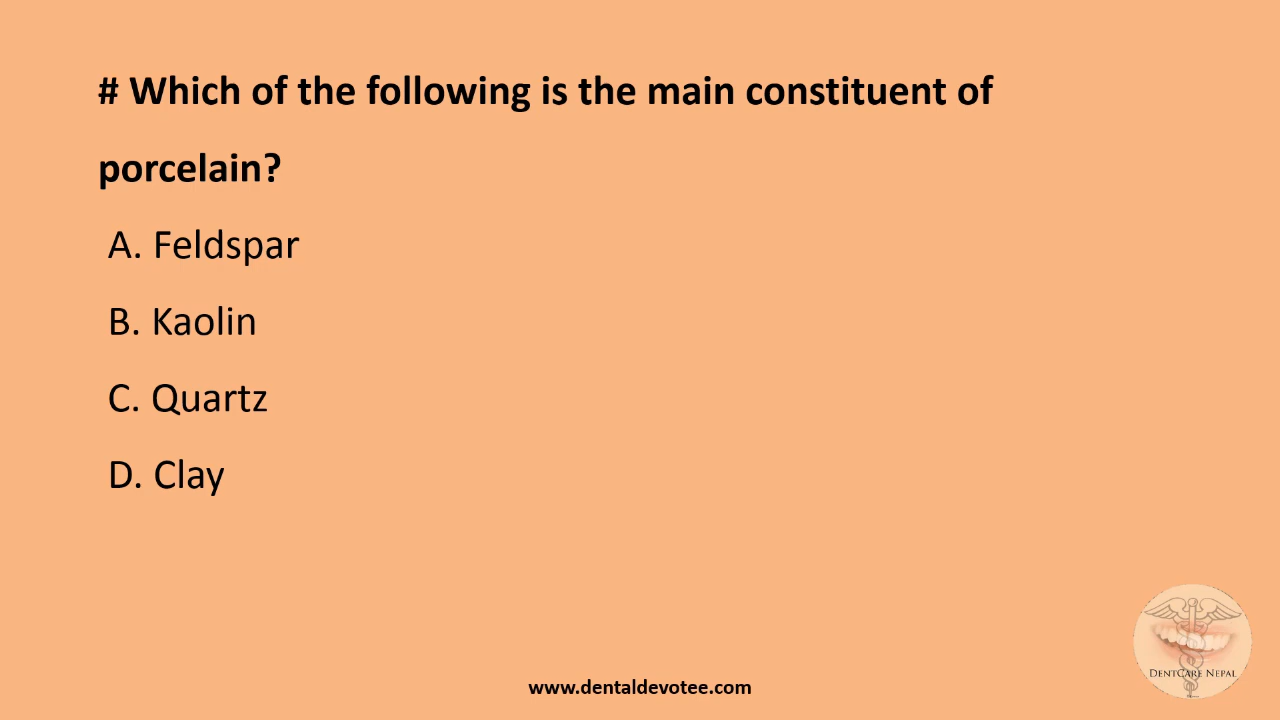 # Which of the following is the main constituent of
porcelain?
A. Feldspar
B. Kaolin
C. Quartz
D. Clay
DENTCARE NEPAL
www.dentaldevotee.com